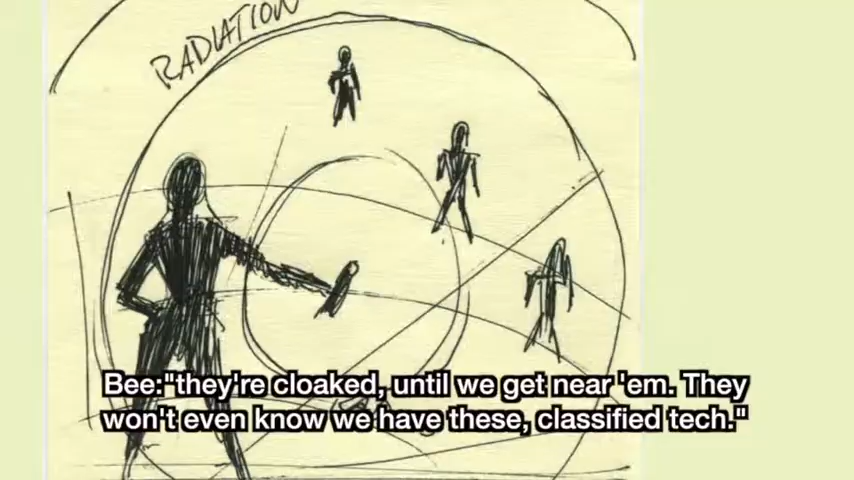 RADIATION
Bee:"they're cloaked, until we get near 'em. They
won't even know we have these, classified tech."